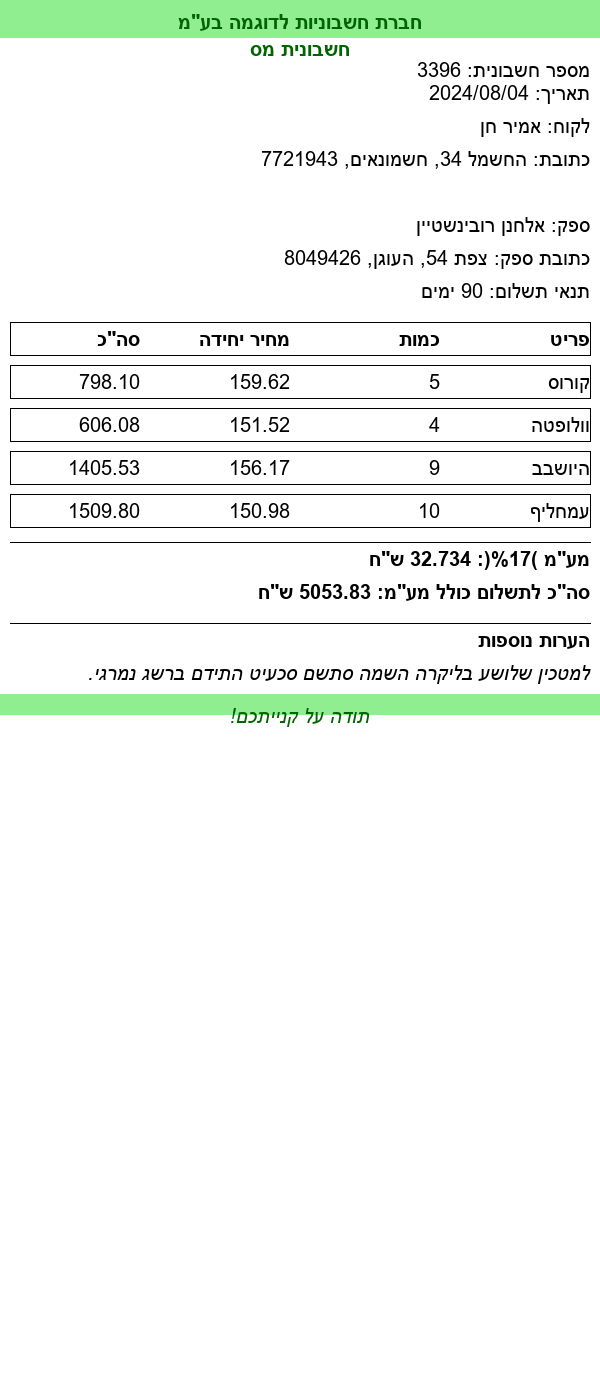 חברת חשבוניות לדוגמה בע"מ
חשבונית מס
מספר חשבונית: 3396
תאריך: 2024/08/04
לקוח: אמיר חן
כתובת: החשמל 34, חשמונאים, 7721943
ספק: אלחנן רובינשטיין
כתובת ספק: צפת 54, העוגן, 8049426
תנאי תשלום: 90 ימים
פריט כמות מחיר יחידה סה"כ
קורוס 5 159.62 798.10
וולופטה 4 151.52 606.08
היושבב 9 156.17 1405.53
עמחליף 10 150.98 1509.80
מע"מ )17%(: 32.734 ש"ח
סה"כ לתשלום כולל מע"מ: 5053.83 ש"ח
הערות נוספות
למטכין שלושע בליקרה השמה סתשם סכעיט התידם ברשג נמרגי.
תודה על קנייתכם!